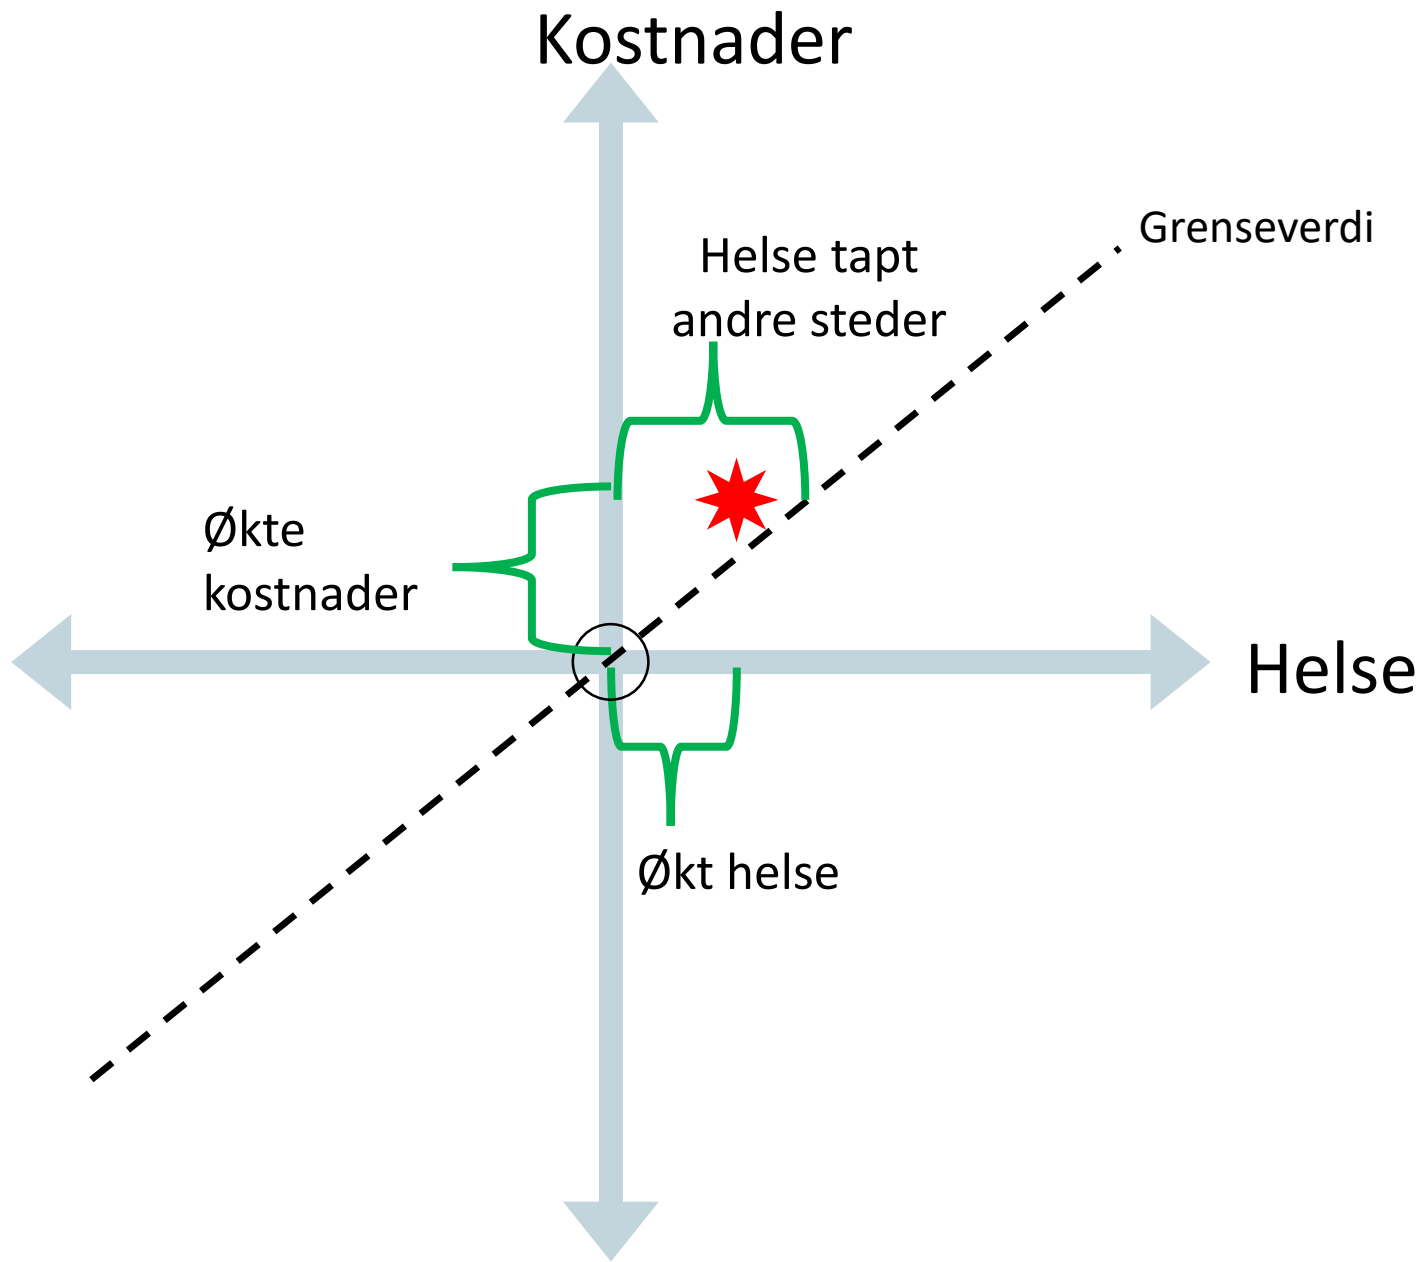 Kostnader
Grenseverdi
Helse tapt
andre steder
Økte
kostnader
Helse
Økt helse